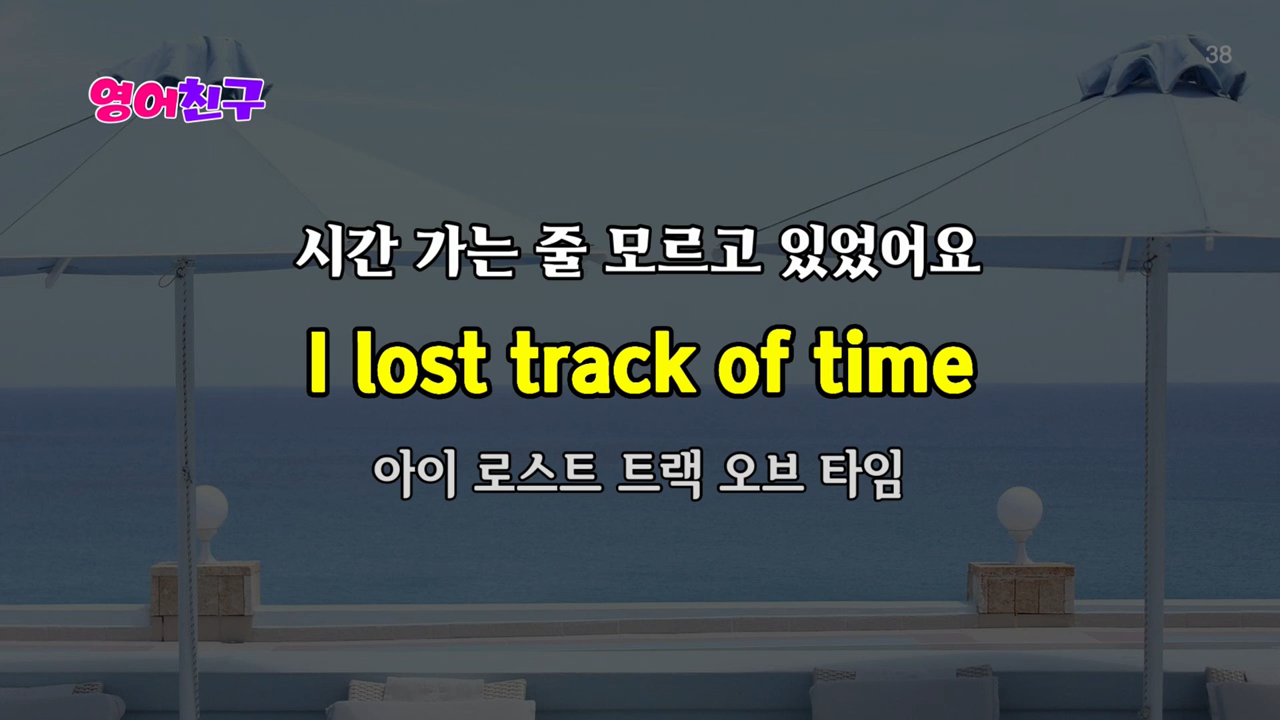 38
영어친구
시간 가는 줄 모르고 있었어요
I lost track of time
아이 로스트 트랙 오브 타임